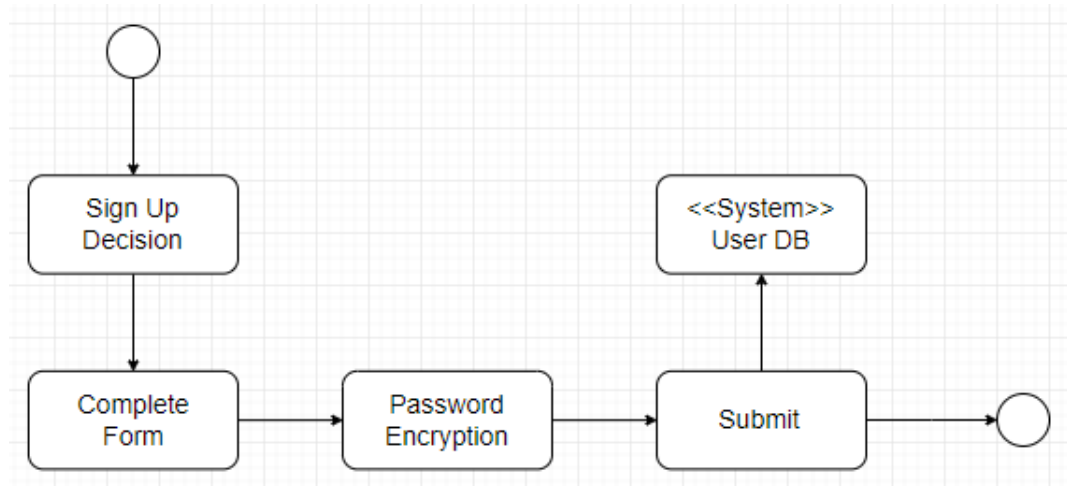 Sign Up
Decision
<<System>>
User DB
Complete
Form
Password
Encryption
Submit